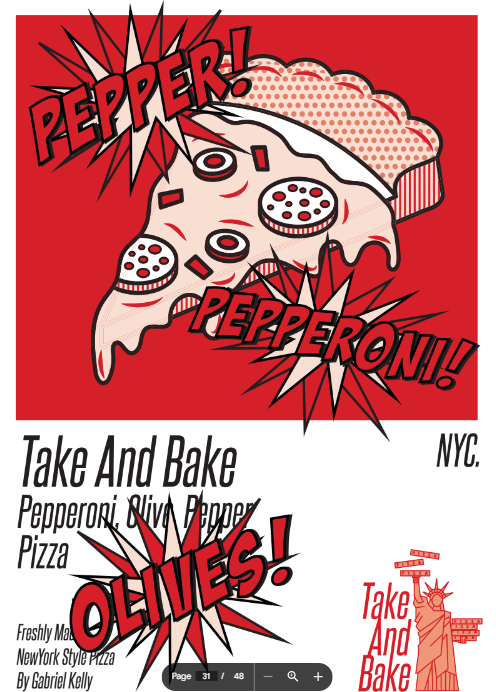 PEPPER!
PEPPERONI!!
Take And Bake
NYC.
Pepperoni, Olive Pepper
Pizza
OLIVES!
Freshly Made
NewYork Style Pizza
By Gabriel Kelly
Take
And
Bake
Page 31 / 48